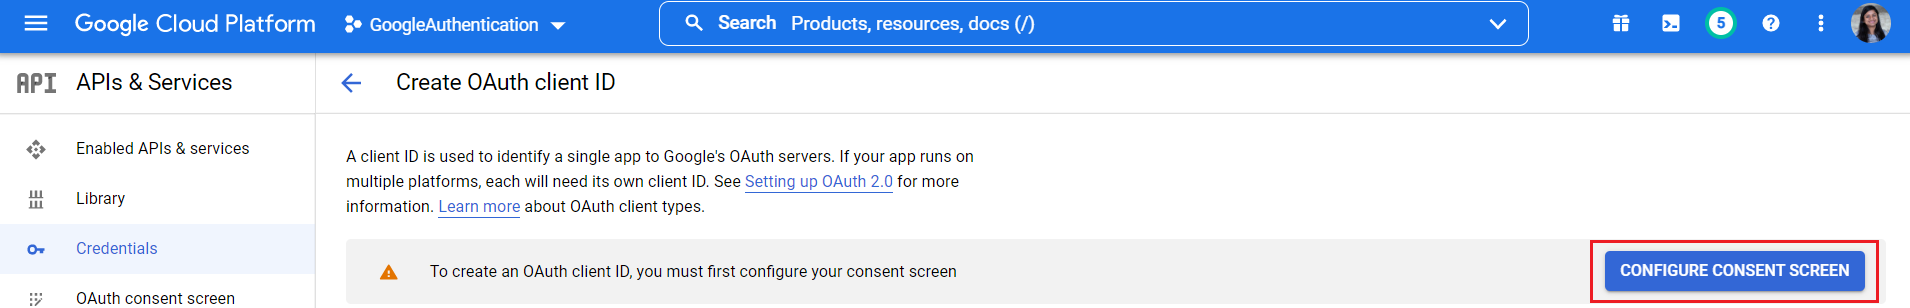 Google Cloud Platform
GoogleAuthentication
Search Products, resources, docs (/)
5
API APIs & Services
Create OAuth client ID
Enabled APIs & services
Library
Credentials
OAuth consent screen
A client ID is used to identify a single app to Google's OAuth servers. If your app runs on
multiple platforms, each will need its own client ID. See Setting up OAuth 2.0 for more
information. Learn more about OAuth client types.
To create an OAuth client ID, you must first configure your consent screen
CONFIGURE CONSENT SCREEN